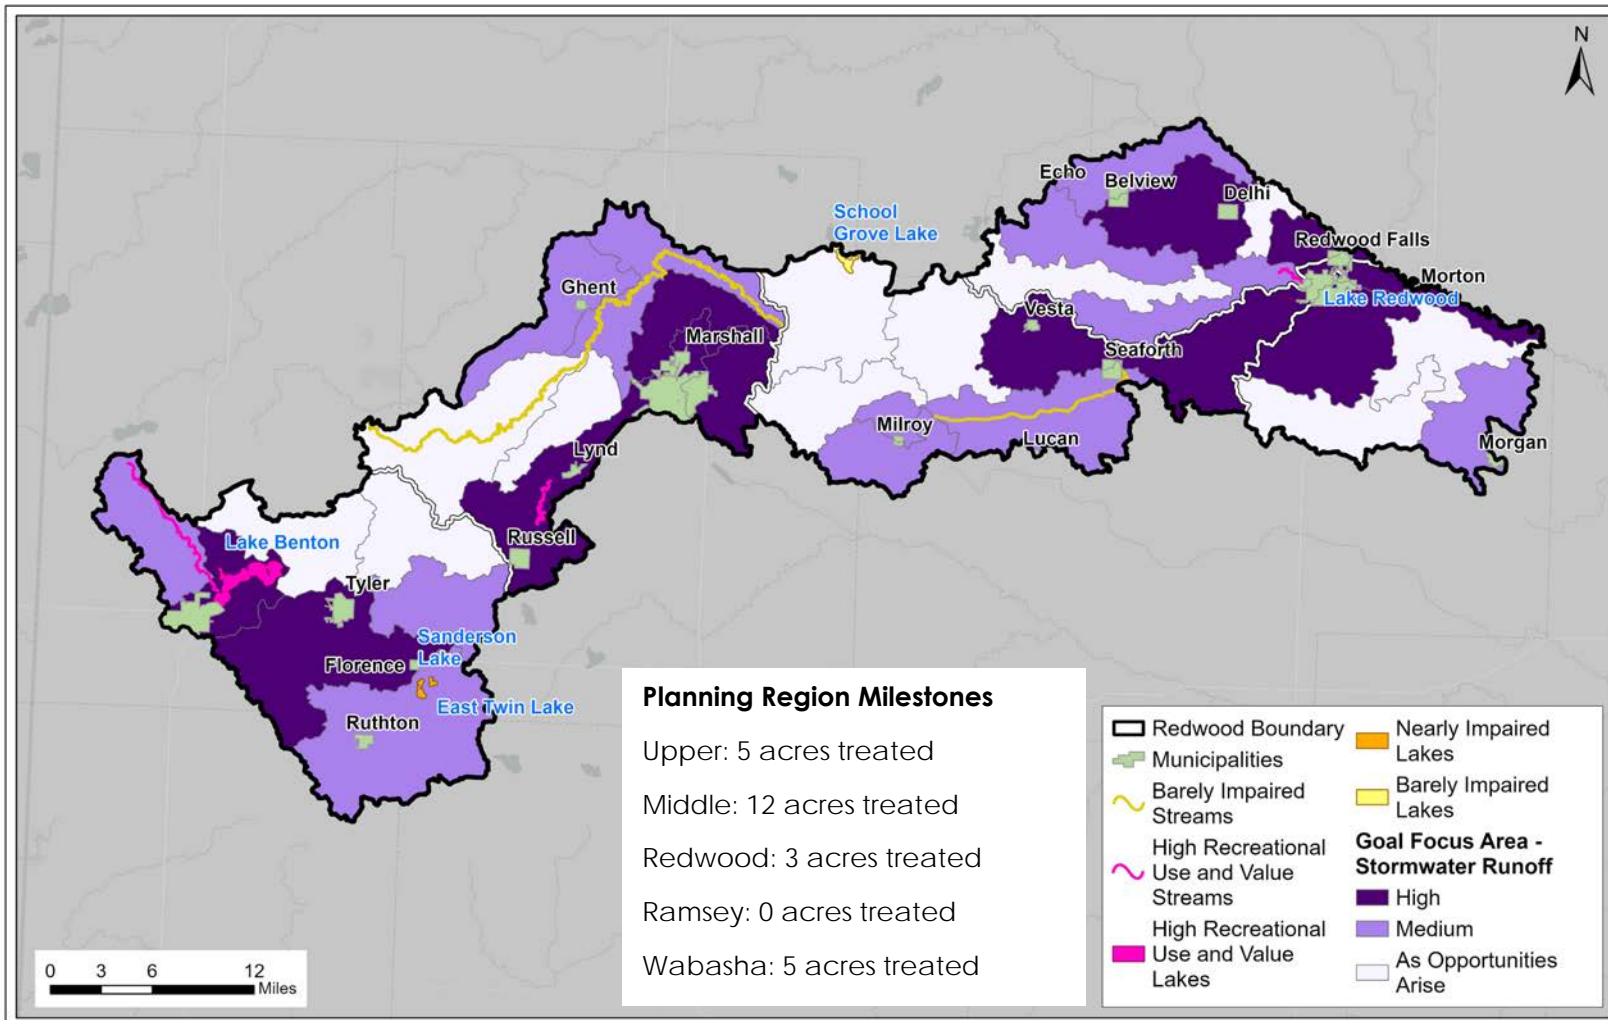 N
Echo
Belview
Delhi
School
Grove Lake
Redwood Falls
Morton
Lake Redwood
Ghent
Vesta
Marshall
Seaforth
Milroy
Lucan
Morgan
Lynd
Russell
Lake Benton
Tyler
Sanderson
Lake
Florence
East Twin Lake
Ruthton
Planning Region Milestones
Upper: 5 acres treated
Middle: 12 acres treated
Redwood: 3 acres treated
Ramsey: 0 acres treated
Wabasha: 5 acres treated
Redwood Boundary
Municipalities
Barely Impaired
Streams
High Recreational
Use and Value
Streams
High Recreational
Use and Value
Lakes
Nearly Impaired
Lakes
Barely Impaired
Lakes
Goal Focus Area -
Stormwater Runoff
High
Medium
As Opportunities
Arise
0 3 6 12
Miles